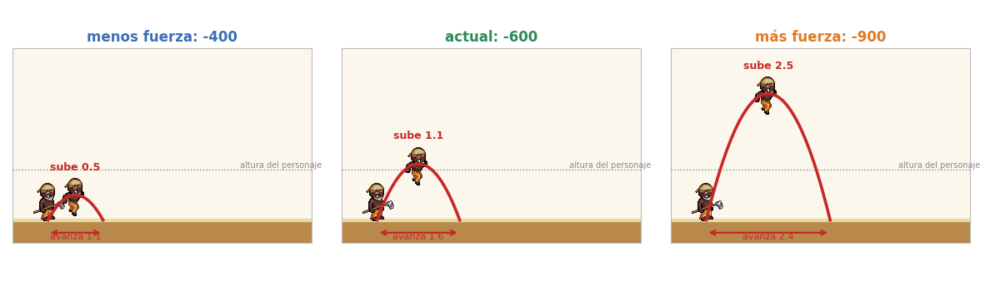 menos fuerza: -400
sube 0.5
altura del personaje
avanza 1.1
actual: -600
sube 1.1
altura del personaje
avanza 1.6
más fuerza: -900
sube 2.5
altura del personaje
avanza 2.4